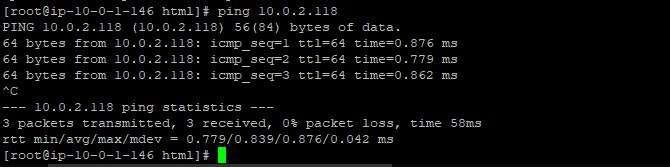 [root@ip-10-0-1-146 html]# ping 10.0.2.118
PING 10.0.2.118 (10.0.2.118) 56(84) bytes of data.
64 bytes from 10.0.2.118: icmp_seq=1 ttl=64 time=0.876 ms
64 bytes from 10.0.2.118: icmp_seq=2 ttl=64 time=0.779 ms
64 bytes from 10.0.2.118: icmp_seq=3 ttl=64 time=0.862 ms
^C
--- 10.0.2.118 ping statistics ---
3 packets transmitted, 3 received, 0% packet loss, time 58ms
rtt min/avg/max/mdev = 0.779/0.839/0.876/0.042 ms
[root@ip-10-0-1-146 html]#